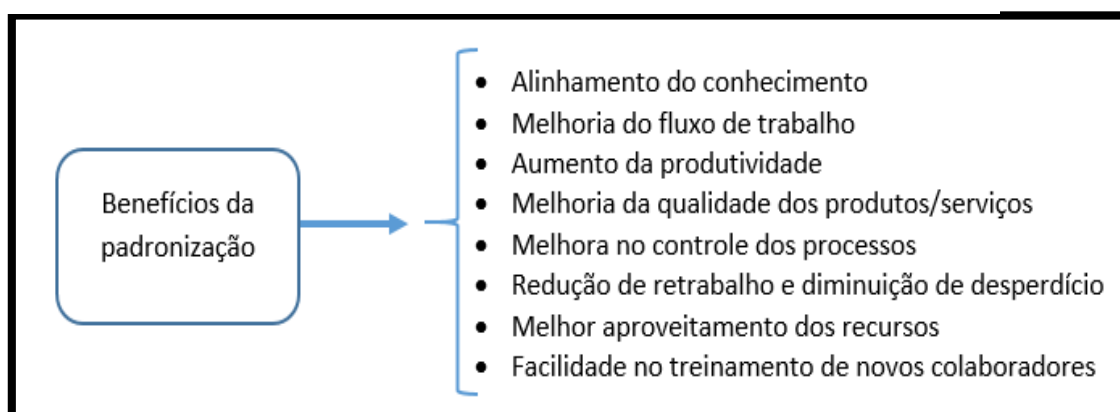 Benefícios da
padronização
• Alinhamento do conhecimento
• Melhoria do fluxo de trabalho
• Aumento da produtividade
• Melhoria da qualidade dos produtos/serviços
• Melhora no controle dos processos
• Redução de retrabalho e diminuição de desperdício
• Melhor aproveitamento dos recursos
• Facilidade no treinamento de novos colaboradores